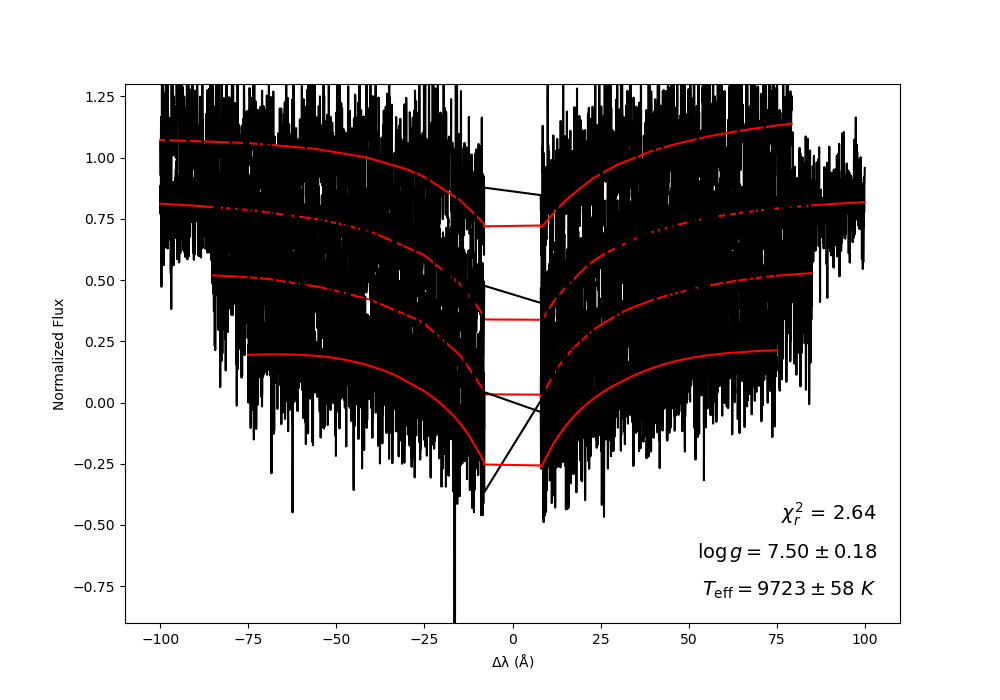 1.25
1.00
0.75
0.50
0.25
0.00
−0.25
−0.50
−0.75
Normalized Flux
χ²ᵣ = 2.64
log g = 7.50 ± 0.18
T_eff = 9723 ± 58 K
−100 −75 −50 −25 0 25 50 75 100
Δλ (Å)